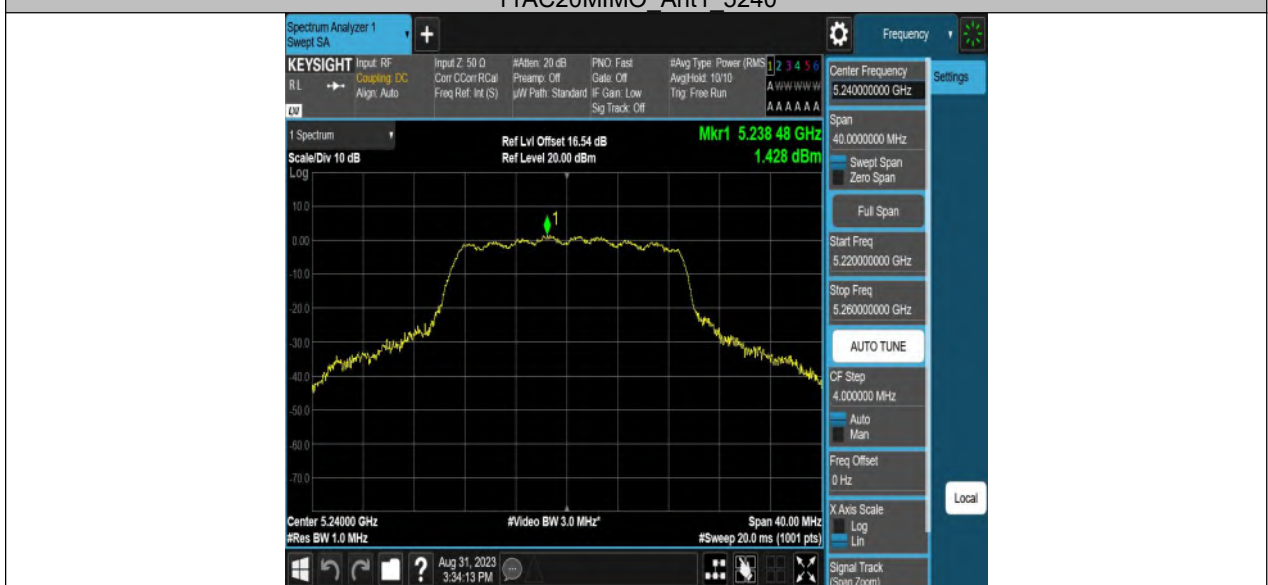 11AC20MIMO_Ant1_5240
Spectrum Analyzer 1
Swept SA
Frequency
KEYSIGHT
RL
LXI
Input: RF
Coupling: DC
Align: Auto
Input Z: 50 Ω
Corr CCorr RCal
Freq Ref: Int (S)
#Atten: 20 dB
Preamp: Off
µW Path: Standard
PNO: Fast
Gate: Off
IF Gain: Low
Sig Track: Off
#Avg Type: Power (RMS
Avg|Hold: 10/10
Trig: Free Run
1 2 3 4 5 6
A W W W W W
A A A A A A
Center Frequency
5.240000000 GHz
Settings
1 Spectrum
Scale/Div 10 dB
Log
Ref Lvl Offset 16.54 dB
Ref Level 20.00 dBm
Mkr1 5.238 48 GHz
1.428 dBm
Span
40.0000000 MHz
Swept Span
Zero Span
Full Span
Start Freq
5.220000000 GHz
Stop Freq
5.260000000 GHz
AUTO TUNE
CF Step
4.000000 MHz
Auto
Man
Freq Offset
0 Hz
X Axis Scale
Log
Lin
Signal Track
(Span Zoom)
Local
10.0
0.00
-10.0
-20.0
-30.0
-40.0
-50.0
-60.0
-70.0
1
Center 5.24000 GHz
#Res BW 1.0 MHz
#Video BW 3.0 MHz*
Span 40.00 MHz
#Sweep 20.0 ms (1001 pts)
?
Aug 31, 2023
3:34:13 PM